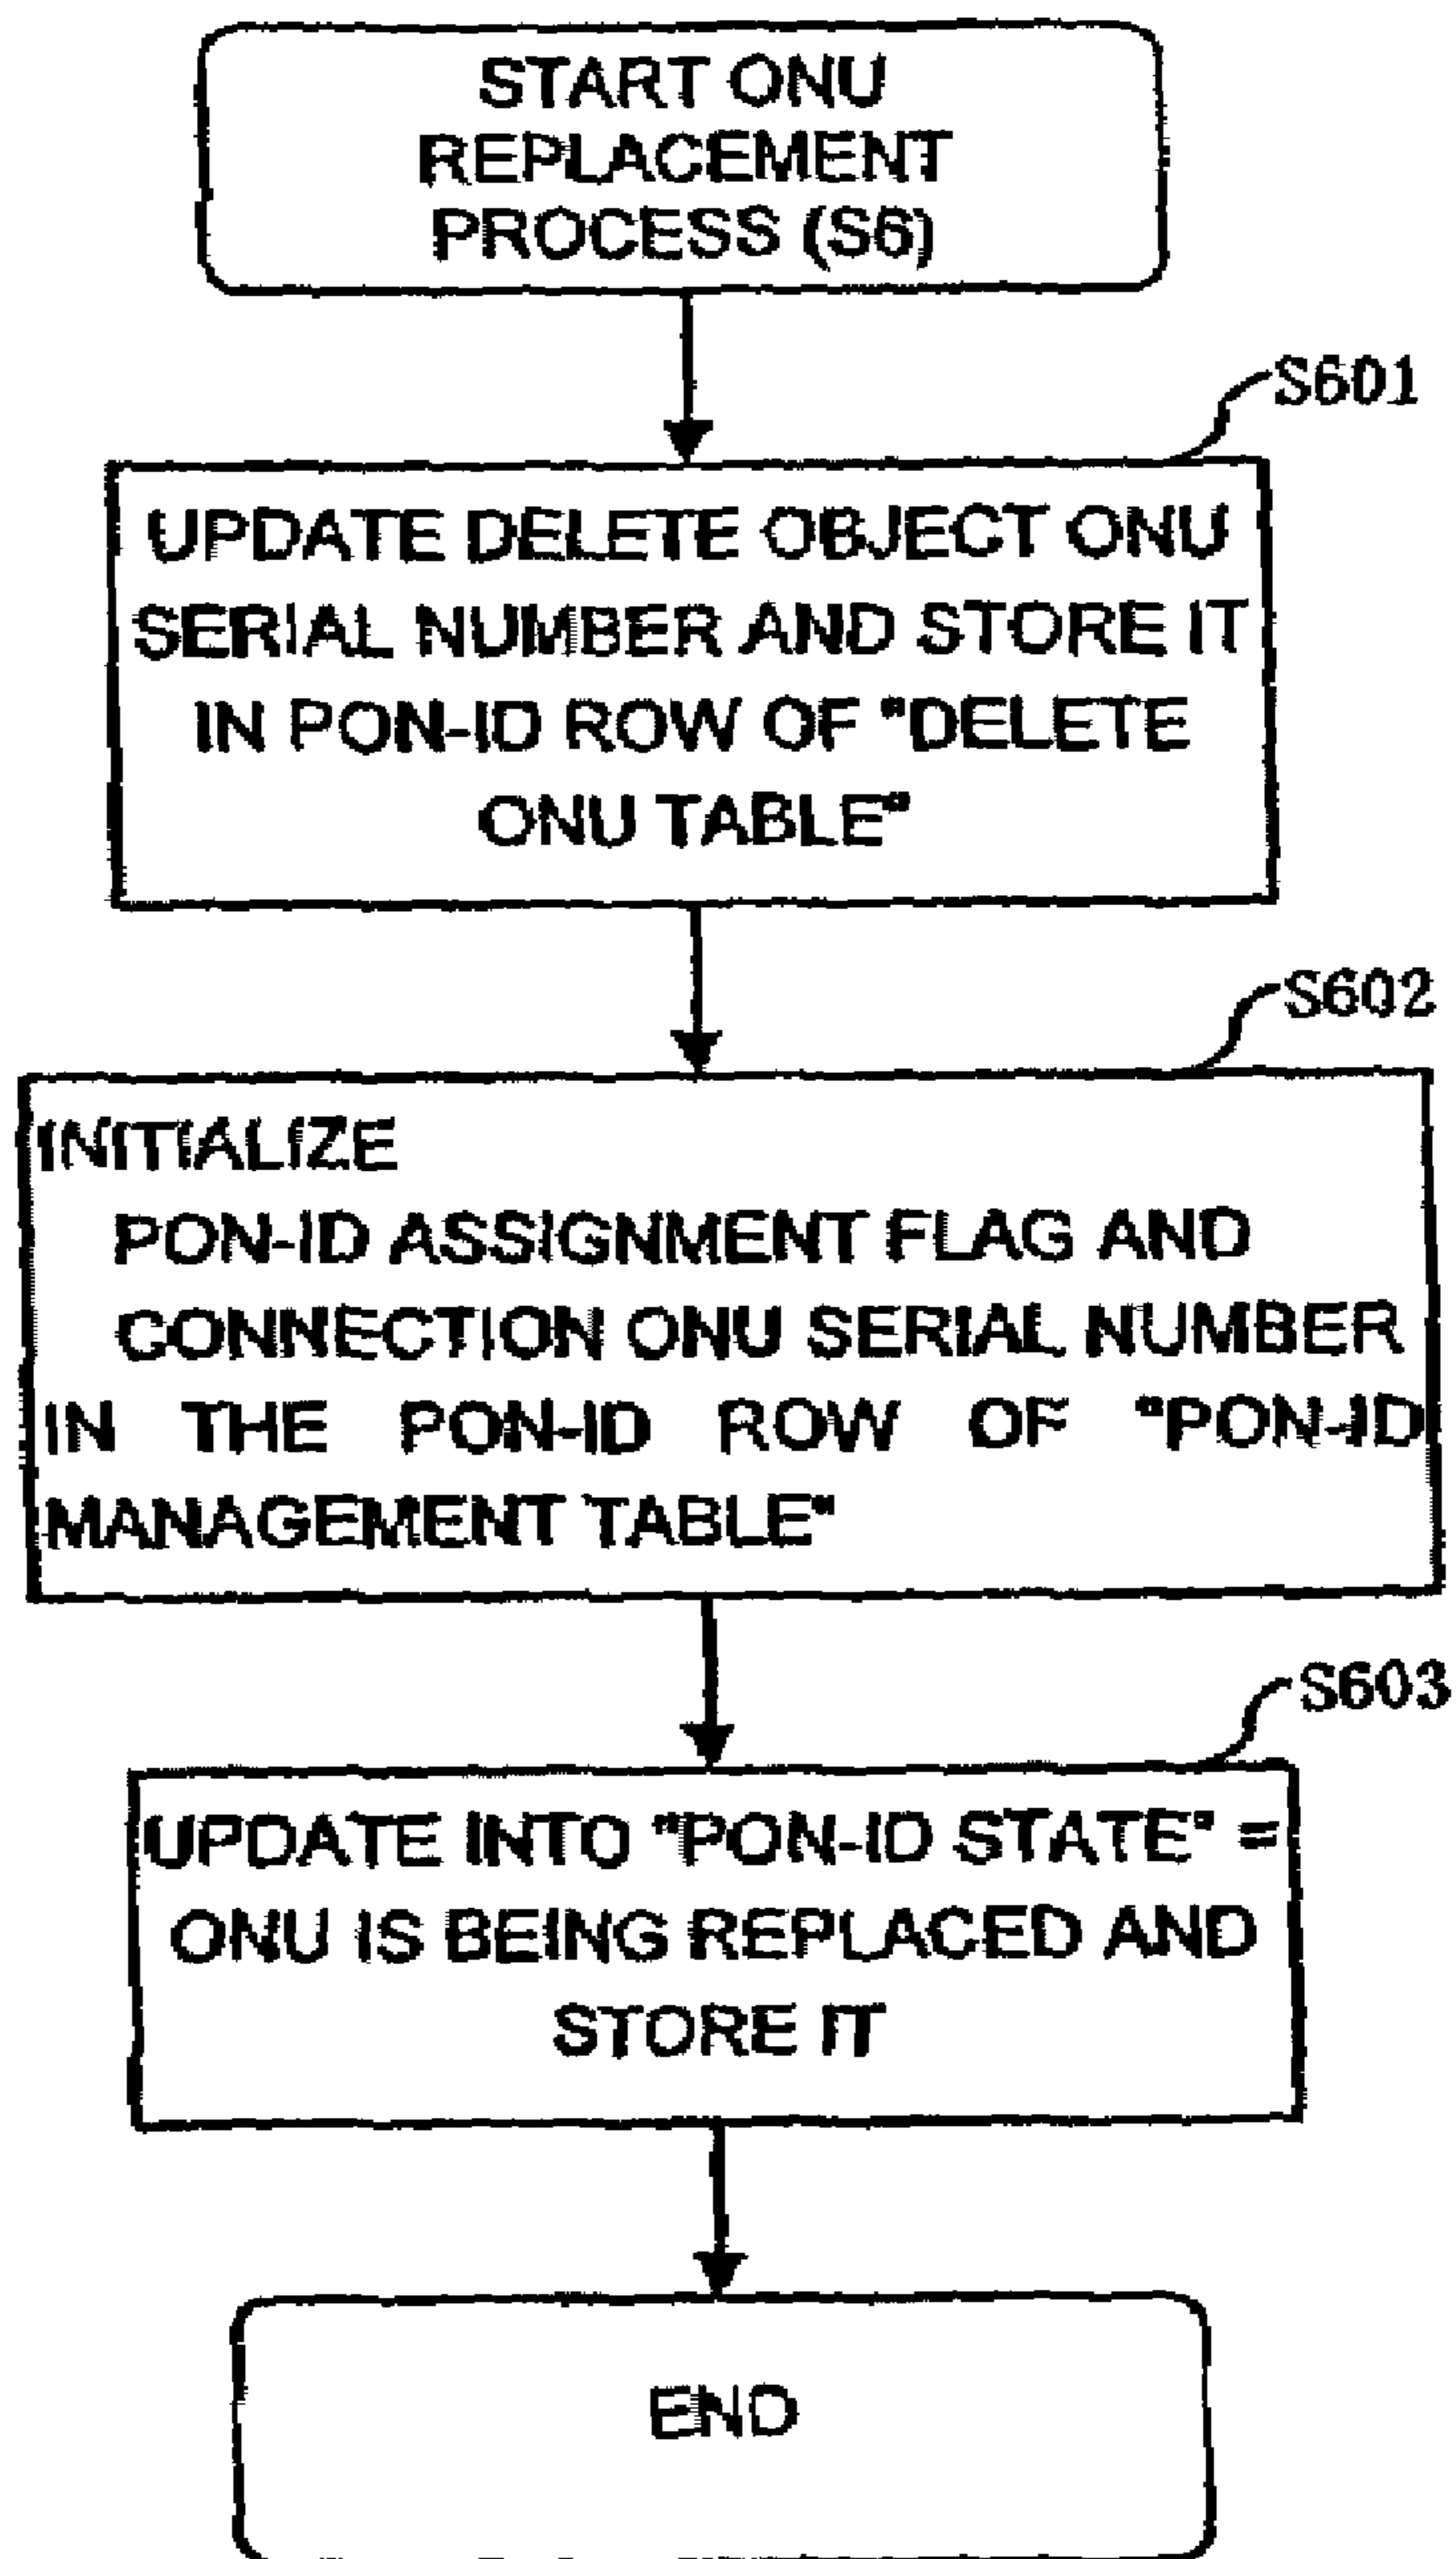 START ONU
REPLACEMENT
PROCESS (S6)
S601
UPDATE DELETE OBJECT ONU
SERIAL NUMBER AND STORE IT
IN PON-ID ROW OF "DELETE
ONU TABLE"
S602
INITIALIZE
PON-ID ASSIGNMENT FLAG AND
CONNECTION ONU SERIAL NUMBER
IN THE PON-ID ROW OF "PON-ID
MANAGEMENT TABLE"
S603
UPDATE INTO "PON-ID STATE" =
ONU IS BEING REPLACED AND
STORE IT
END